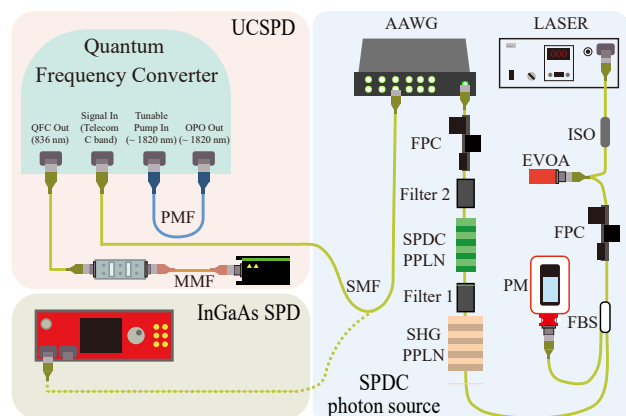 UCSPD
Quantum
Frequency Converter
QFC Out
(836 nm)
Signal In
(Telecom
C band)
Tunable
Pump In
(~ 1820 nm)
OPO Out
(~ 1820 nm)
PMF
MMF
InGaAs SPD
SMF
AAWG
FPC
Filter 2
SPDC
PPLN
Filter 1
SHG
PPLN
SPDC
photon source
LASER
ISO
EVOA
FPC
PM
FBS